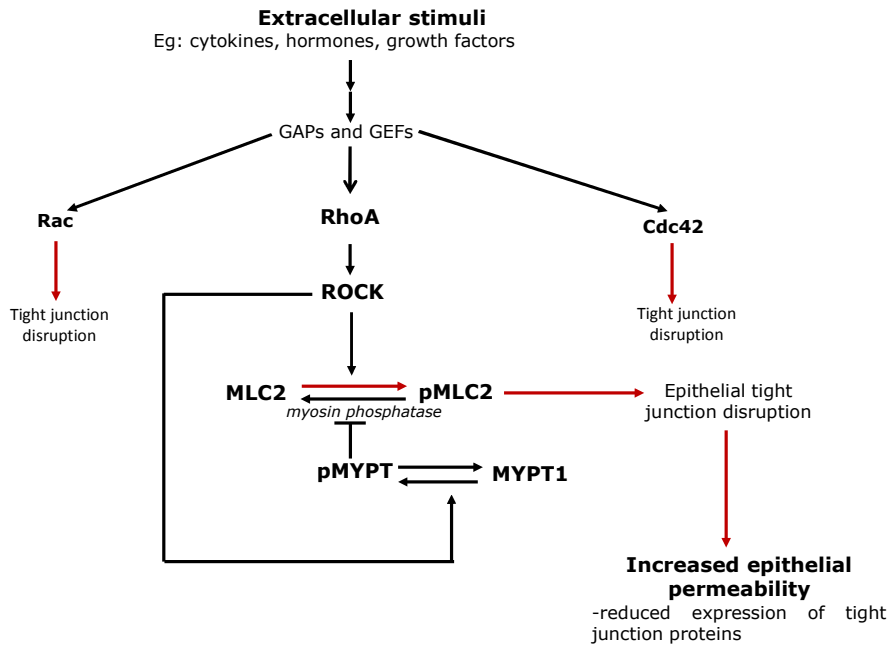 Extracellular stimuli
Eg: cytokines, hormones, growth factors
GAPs and GEFs
Rac
RhoA
Cdc42
ROCK
Tight junction
disruption
Tight junction
disruption
MLC2
pMLC2
myosin phosphatase
Epithelial tight
junction disruption
pMYPT
MYPT1
Increased epithelial
permeability
-reduced expression of tight
junction proteins